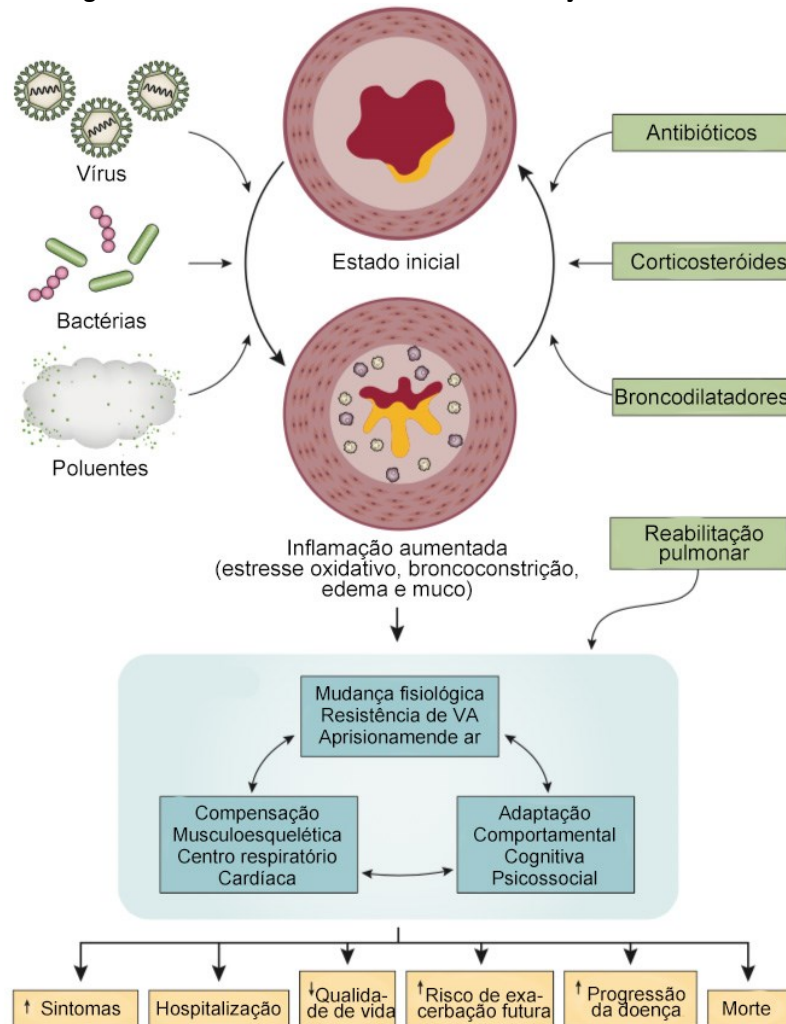 Vírus
Bactérias
Poluentes
Estado inicial
Antibióticos
Corticosteróides
Broncodilatadores
Inflamação aumentada
(estresse oxidativo, broncoconstrição,
edema e muco)
Reabilitação
pulmonar
Mudança fisiológica
Resistência de VA
Aprisionamende ar
Compensação
Musculoesquelética
Centro respiratório
Cardíaca
Adaptação
Comportamental
Cognitiva
Psicossocial
↑ Sintomas
Hospitalização
↓Qualida-
de de vida
↑Risco de exa-
cerbação futura
↑ Progressão
da doença
Morte